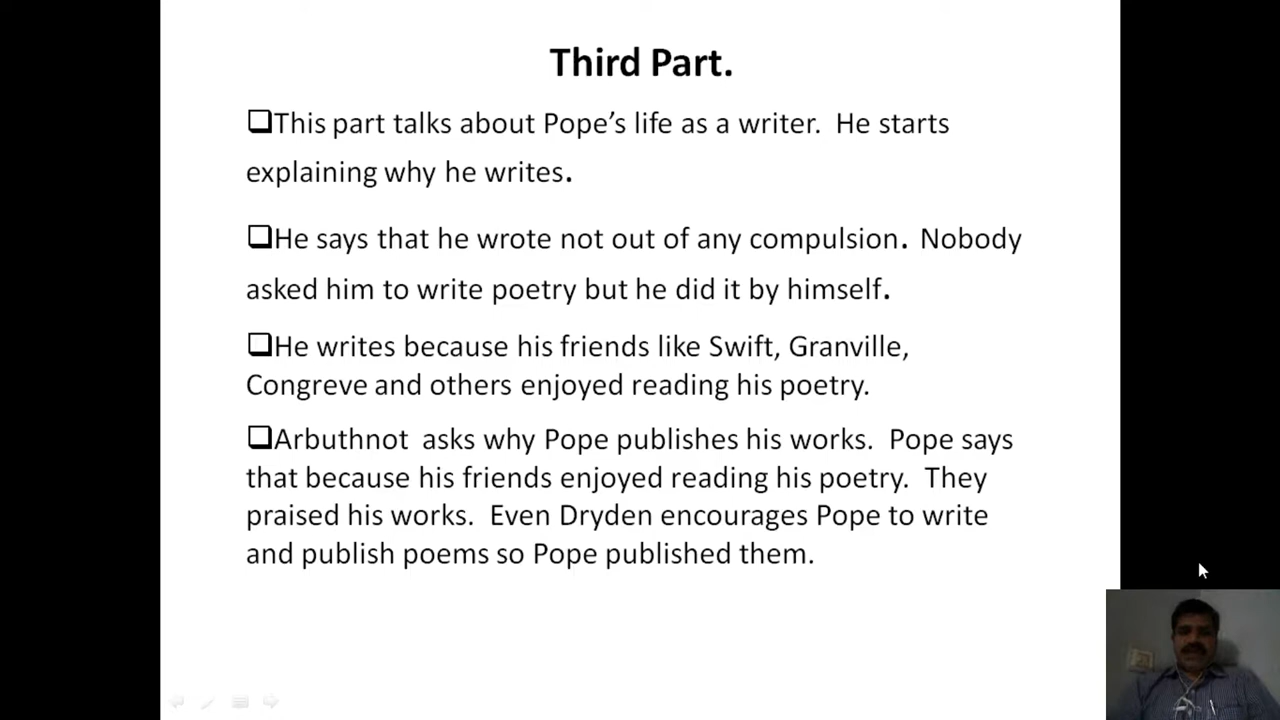 Third Part.
This part talks about Pope's life as a writer. He starts
explaining why he writes.
He says that he wrote not out of any compulsion. Nobody
asked him to write poetry but he did it by himself.
He writes because his friends like Swift, Granville,
Congreve and others enjoyed reading his poetry.
Arbuthnot asks why Pope publishes his works. Pope says
that because his friends enjoyed reading his poetry. They
praised his works. Even Dryden encourages Pope to write
and publish poems so Pope published them.